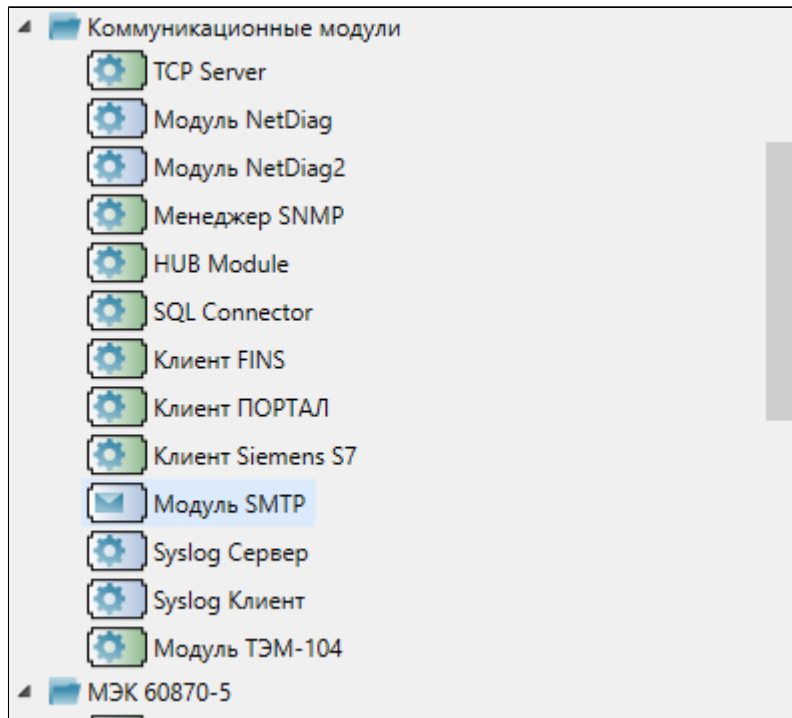 Коммуникационные модули
TCP Server
Модуль NetDiag
Модуль NetDiag2
Менеджер SNMP
HUB Module
SQL Connector
Клиент FINS
Клиент ПОРТАЛ
Клиент Siemens S7
Модуль SMTP
Syslog Сервер
Syslog Клиент
Модуль ТЭМ-104
МЭК 60870-5